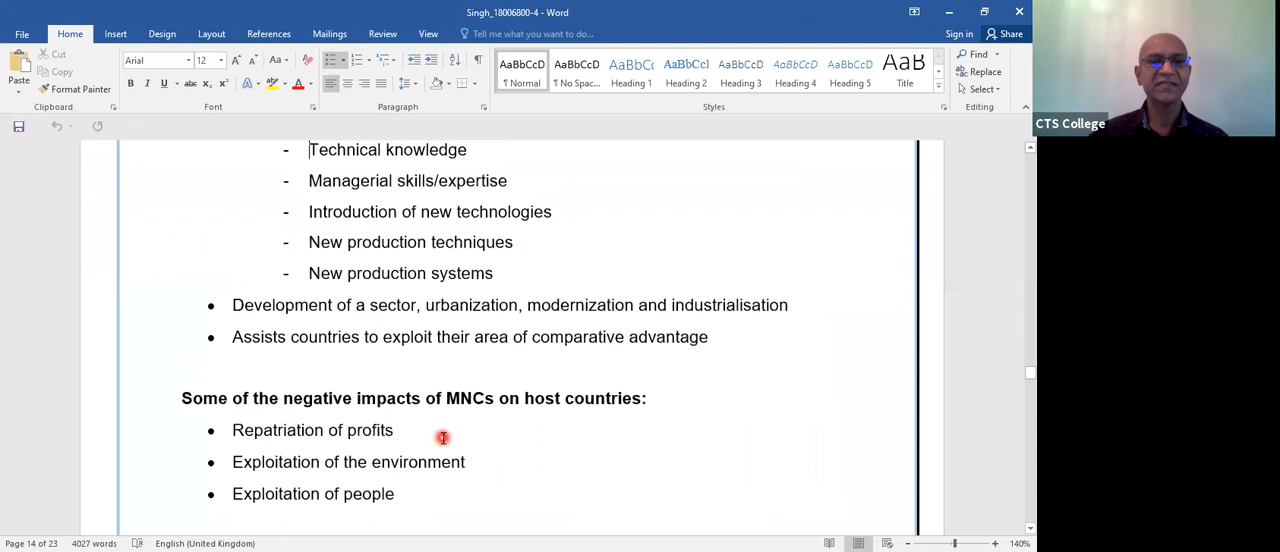 Singh_18006800-4 - Word
File Home Insert Design Layout References Mailings Review View Tell me what you want to do... Sign in Share
Paste
Cut
Copy
Format Painter
Clipboard
Arial 12
Font
Paragraph
AaBbCcD AaBbCcD AaBbC( AaBbCcD AaBbCcD AaBbCcD AaBbCcD AaB
¶ Normal ¶ No Spac... Heading 1 Heading 2 Heading 3 Heading 4 Heading 5 Title
Styles
Find
Replace
Select
Editing
CTS College
- Technical knowledge
- Managerial skills/expertise
- Introduction of new technologies
- New production techniques
- New production systems
• Development of a sector, urbanization, modernization and industrialisation
• Assists countries to exploit their area of comparative advantage
Some of the negative impacts of MNCs on host countries:
• Repatriation of profits
• Exploitation of the environment
• Exploitation of people
Page 14 of 23 4027 words English (United Kingdom) 140%